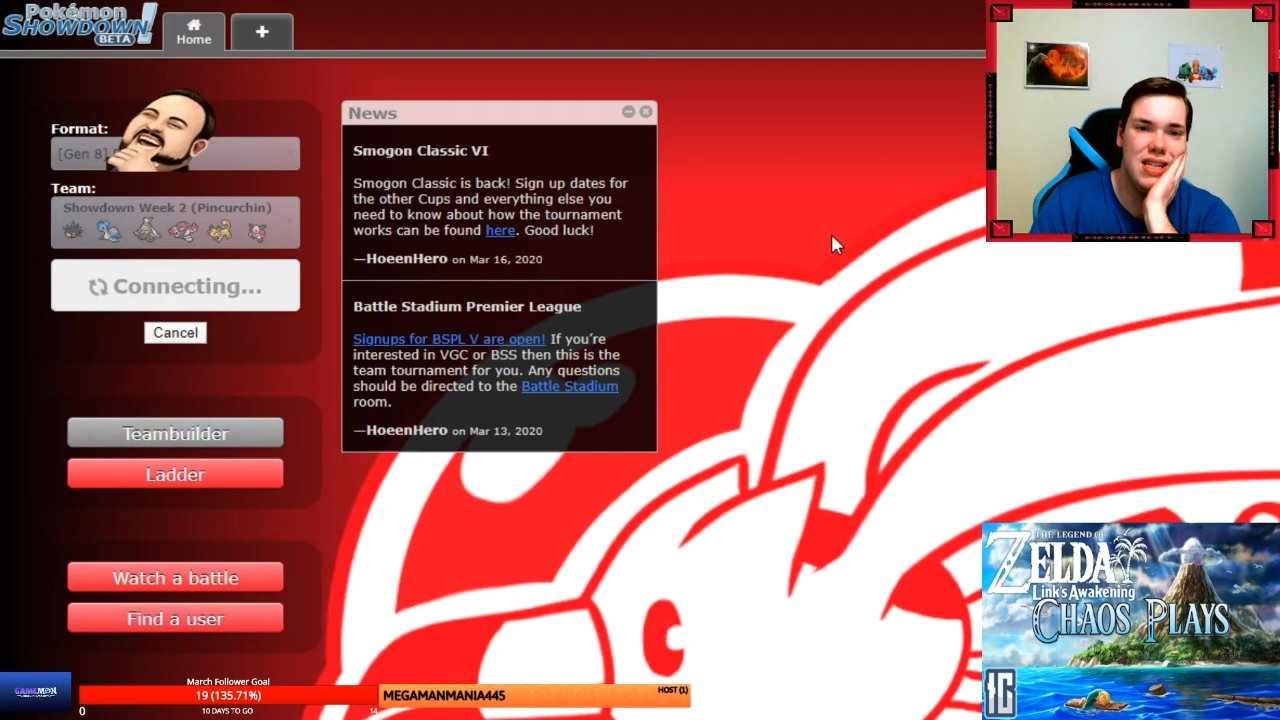 Pokémon
SHOWDOWN!
BETA
Home
+
Format:
[Gen 8]
Team:
Showdown Week 2 (Pincurchin)
Connecting...
Cancel
Teambuilder
Ladder
Watch a battle
Find a user
News
Smogon Classic VI
Smogon Classic is back! Sign up dates for
the other Cups and everything else you
need to know about how the tournament
works can be found here. Good luck!
—HoeenHero on Mar 16, 2020
Battle Stadium Premier League
Signups for BSPL V are open! If you're
interested in VGC or BSS then this is the
team tournament for you. Any questions
should be directed to the Battle Stadium
room.
—HoeenHero on Mar 13, 2020
THE LEGEND OF
ZELDA
Link's Awakening
CHAOS PLAYS
GAMEMON
March Follower Goal
19 (135.71%)
0
10 DAYS TO GO
14
MEGAMANMANIA445
HOST (1)